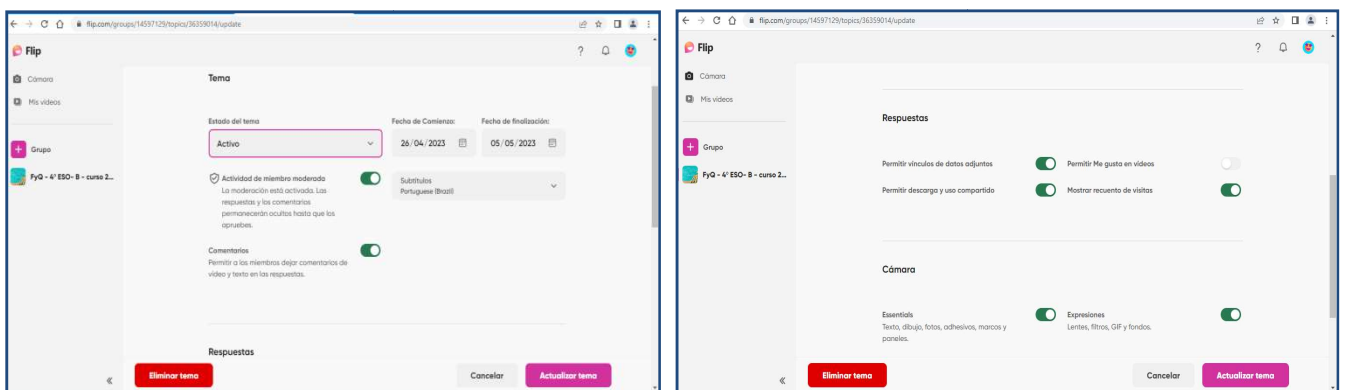 flip.com/groups/14597129/topics/36359014/update
Flip
?
Cámara
Mis vídeos
Grupo
FyQ - 4º ESO- B - curso 2...
Tema
Estado del tema
Fecha de Comienzo:
Fecha de finalización:
Activo
26/04/2023
05/05/2023
Actividad de miembro moderada
La moderación está activada. Las
respuestas y los comentarios
permanecerán ocultos hasta que los
apruebes.
Subtítulos
Portuguese (Brazil)
Comentarios
Permitir a los miembros dejar comentarios de
vídeo y texto en las respuestas.
Respuestas
Eliminar tema
Cancelar
Actualizar tema
flip.com/groups/14597129/topics/36359014/update
Flip
?
Cámara
Mis vídeos
Grupo
FyQ - 4º ESO- B - curso 2...
Respuestas
Permitir vínculos de datos adjuntos
Permitir Me gusta en vídeos
Permitir descarga y uso compartido
Mostrar recuento de visitas
Cámara
Essentials
Texto, dibujo, fotos, adhesivos, marcos y
paneles.
Expresiones
Lentes, filtros, GIF y fondos.
Eliminar tema
Cancelar
Actualizar tema